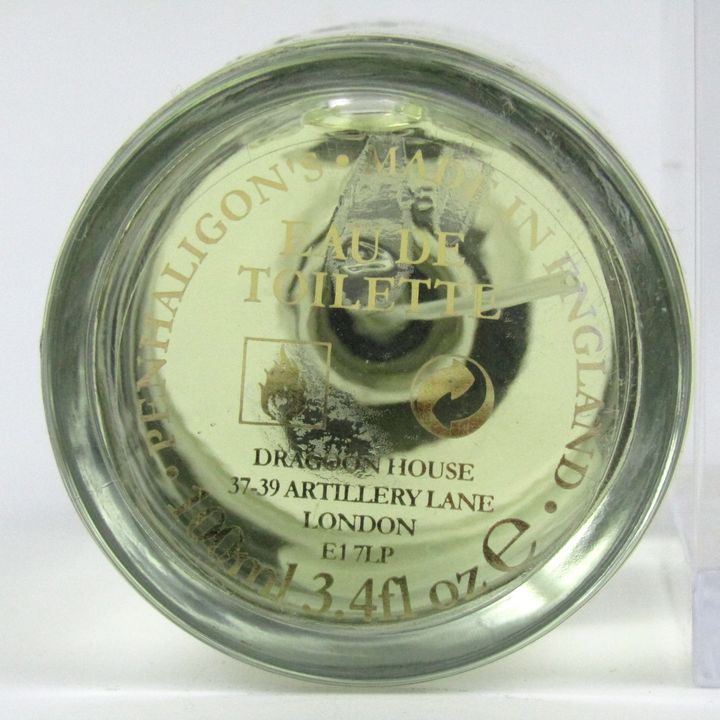 • PENHALIGON'S • MADE IN ENGLAND •
EAU DE
TOILETTE
DRAGOON HOUSE
37-39 ARTILLERY LANE
LONDON
E1 7LP
100ml 3.4fl oz e